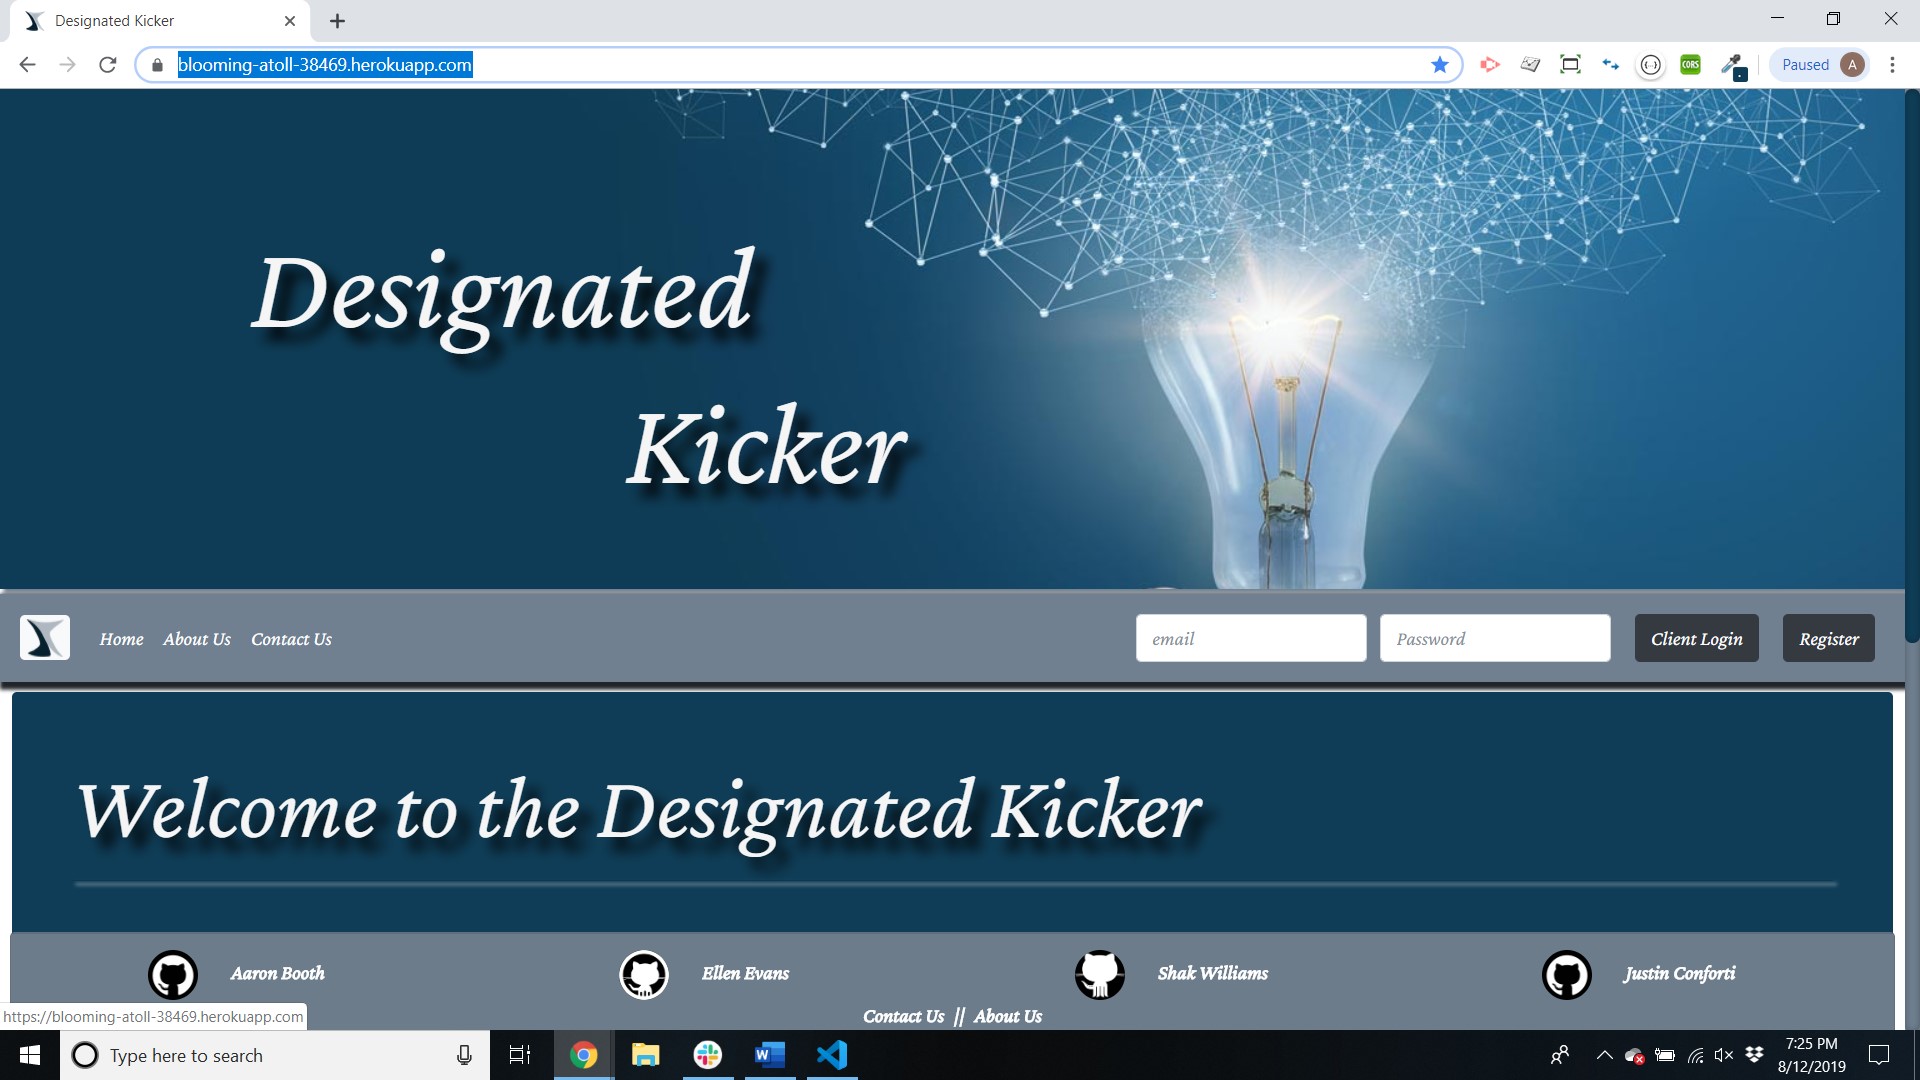 Designated Kicker
blooming-atoll-38469.herokuapp.com
CORS
Paused
A
Designated
Kicker
Home About Us Contact Us
email Password Client Login Register
Welcome to the Designated Kicker
Aaron Booth Ellen Evans Shak Williams Justin Conforti
Contact Us || About Us
https://blooming-atoll-38469.herokuapp.com
Type here to search
W
7:25 PM
8/12/2019